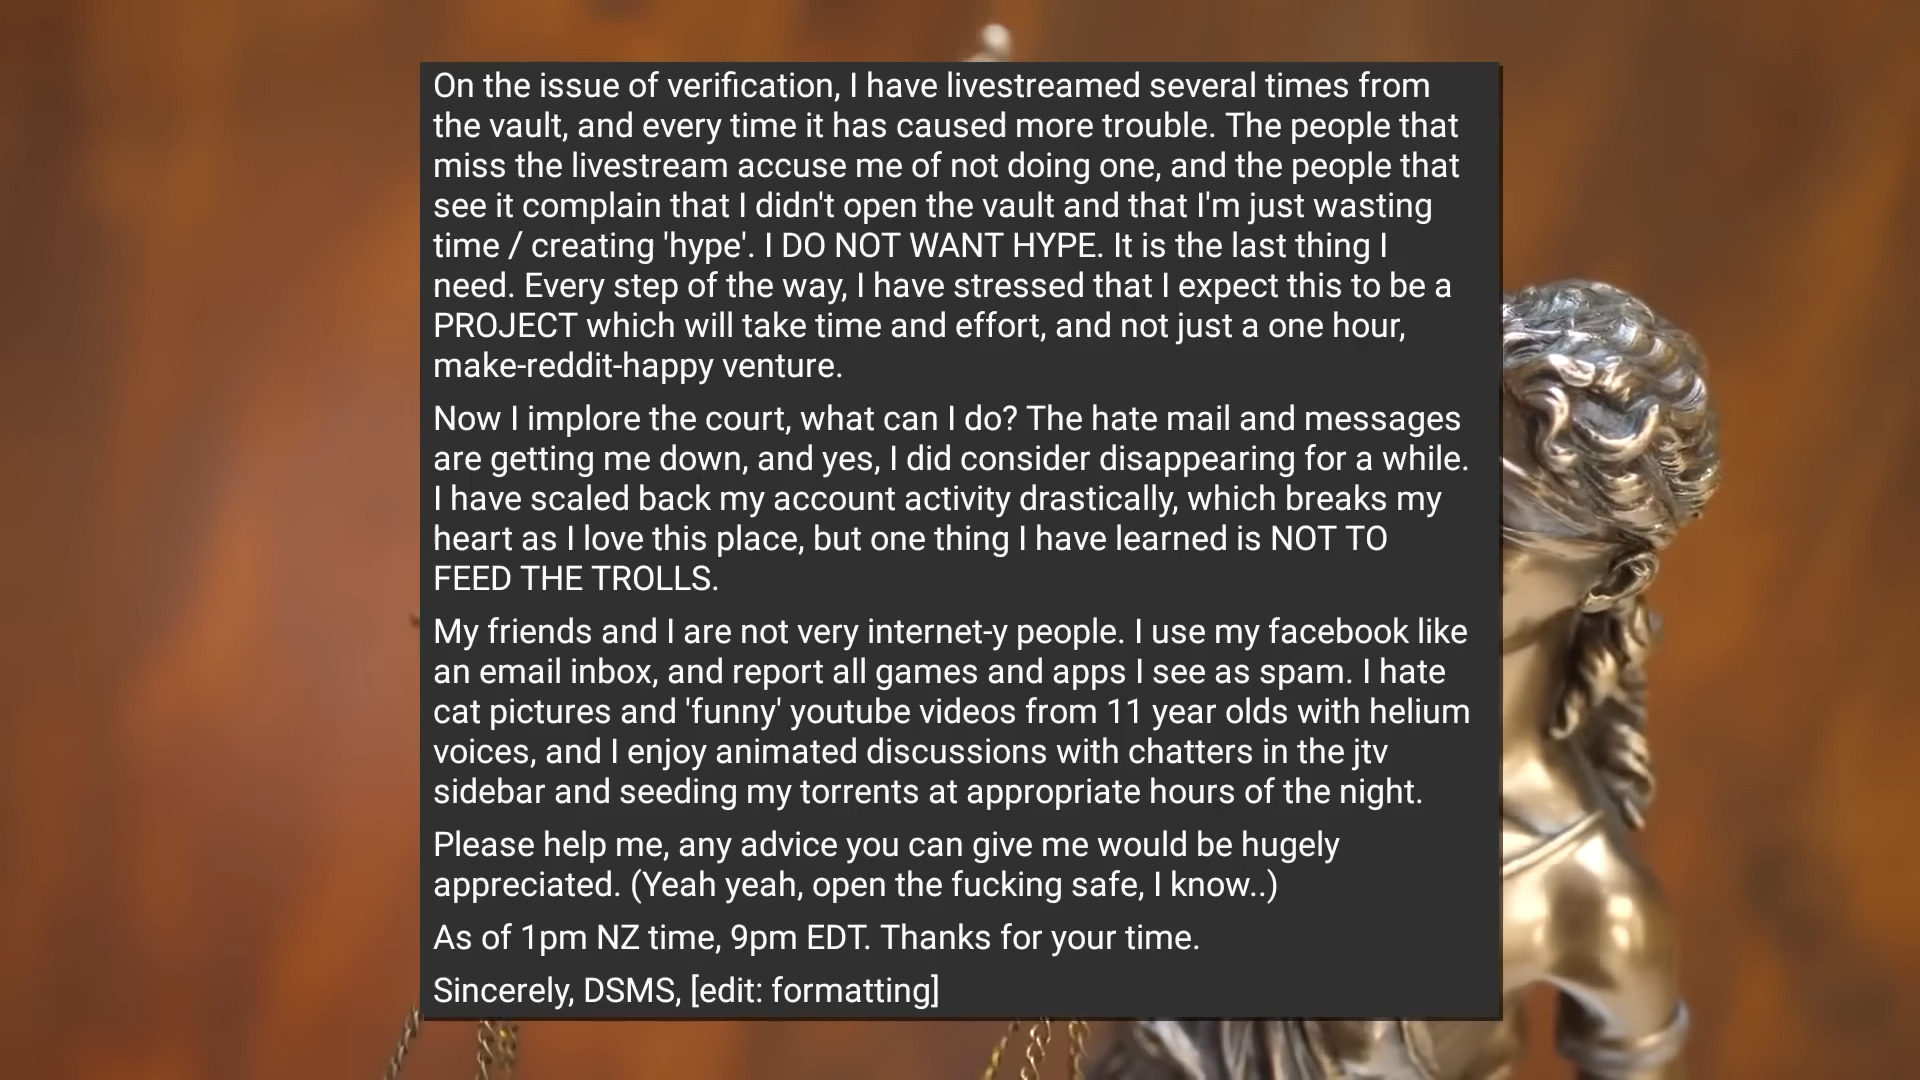 On the issue of verification, I have livestreamed several times from
the vault, and every time it has caused more trouble. The people that
miss the livestream accuse me of not doing one, and the people that
see it complain that I didn't open the vault and that I'm just wasting
time / creating 'hype'. I DO NOT WANT HYPE. It is the last thing I
need. Every step of the way, I have stressed that I expect this to be a
PROJECT which will take time and effort, and not just a one hour,
make-reddit-happy venture.
Now I implore the court, what can I do? The hate mail and messages
are getting me down, and yes, I did consider disappearing for a while.
I have scaled back my account activity drastically, which breaks my
heart as I love this place, but one thing I have learned is NOT TO
FEED THE TROLLS.
My friends and I are not very internet-y people. I use my facebook like
an email inbox, and report all games and apps I see as spam. I hate
cat pictures and 'funny' youtube videos from 11 year olds with helium
voices, and I enjoy animated discussions with chatters in the jtv
sidebar and seeding my torrents at appropriate hours of the night.
Please help me, any advice you can give me would be hugely
appreciated. (Yeah yeah, open the fucking safe, I know..)
As of 1pm NZ time, 9pm EDT. Thanks for your time.
Sincerely, DSMS, [edit: formatting]